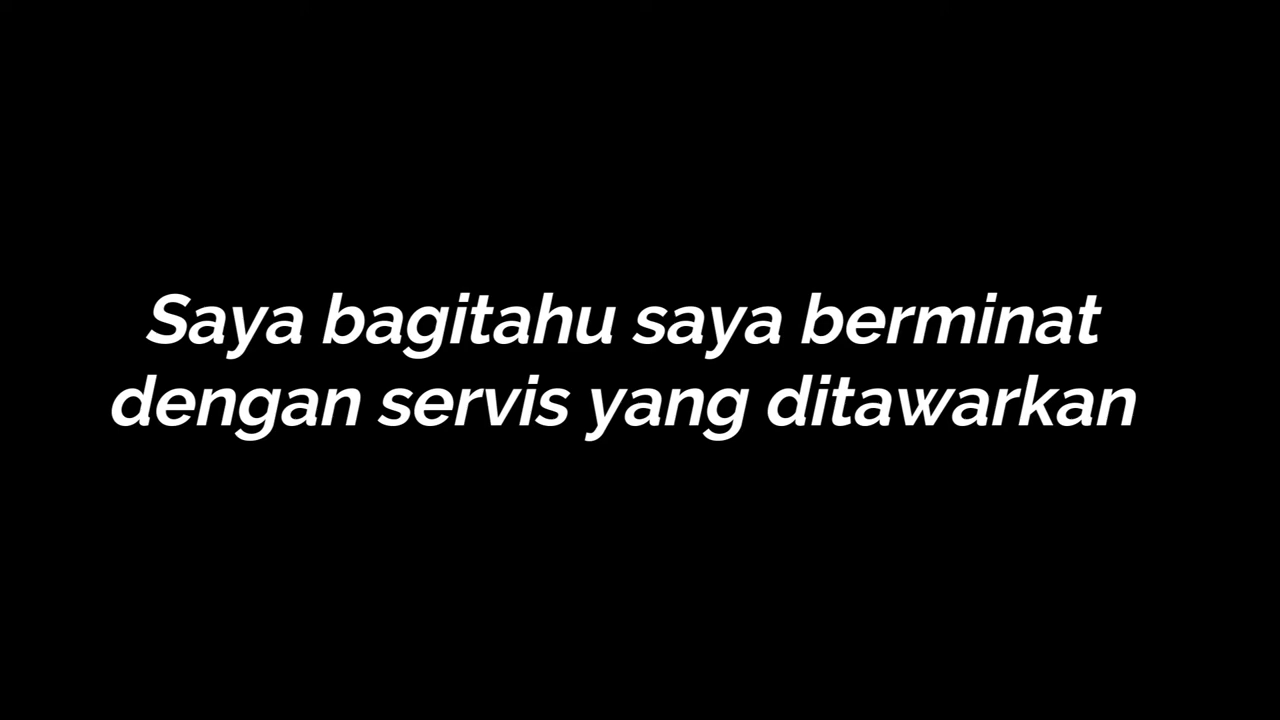 Saya bagitahu saya berminat
dengan servis yang ditawarkan